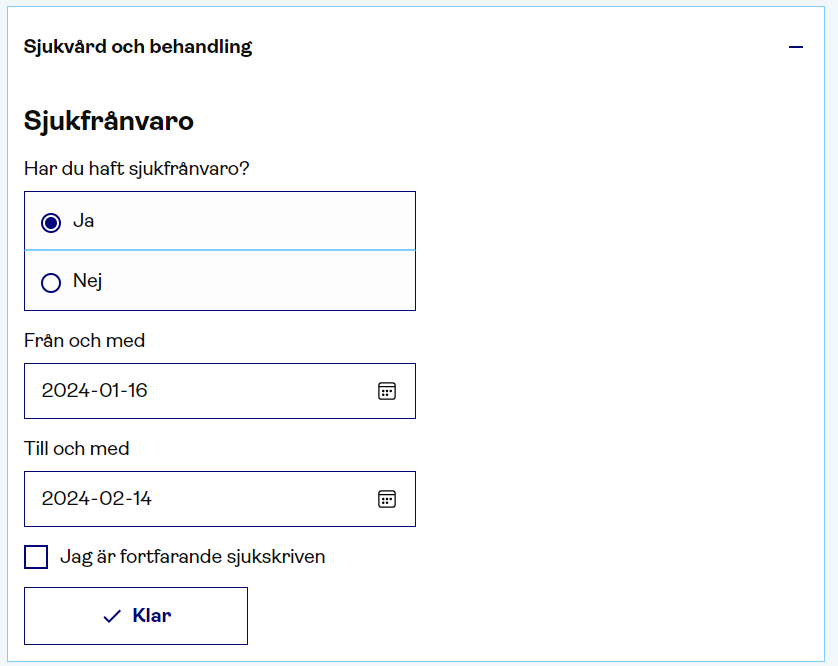 Sjukvård och behandling
Sjukfrånvaro
Har du haft sjukfrånvaro?
Ja
Nej
Från och med
2024-01-16
Till och med
2024-02-14
Jag är fortfarande sjukskriven
Klar